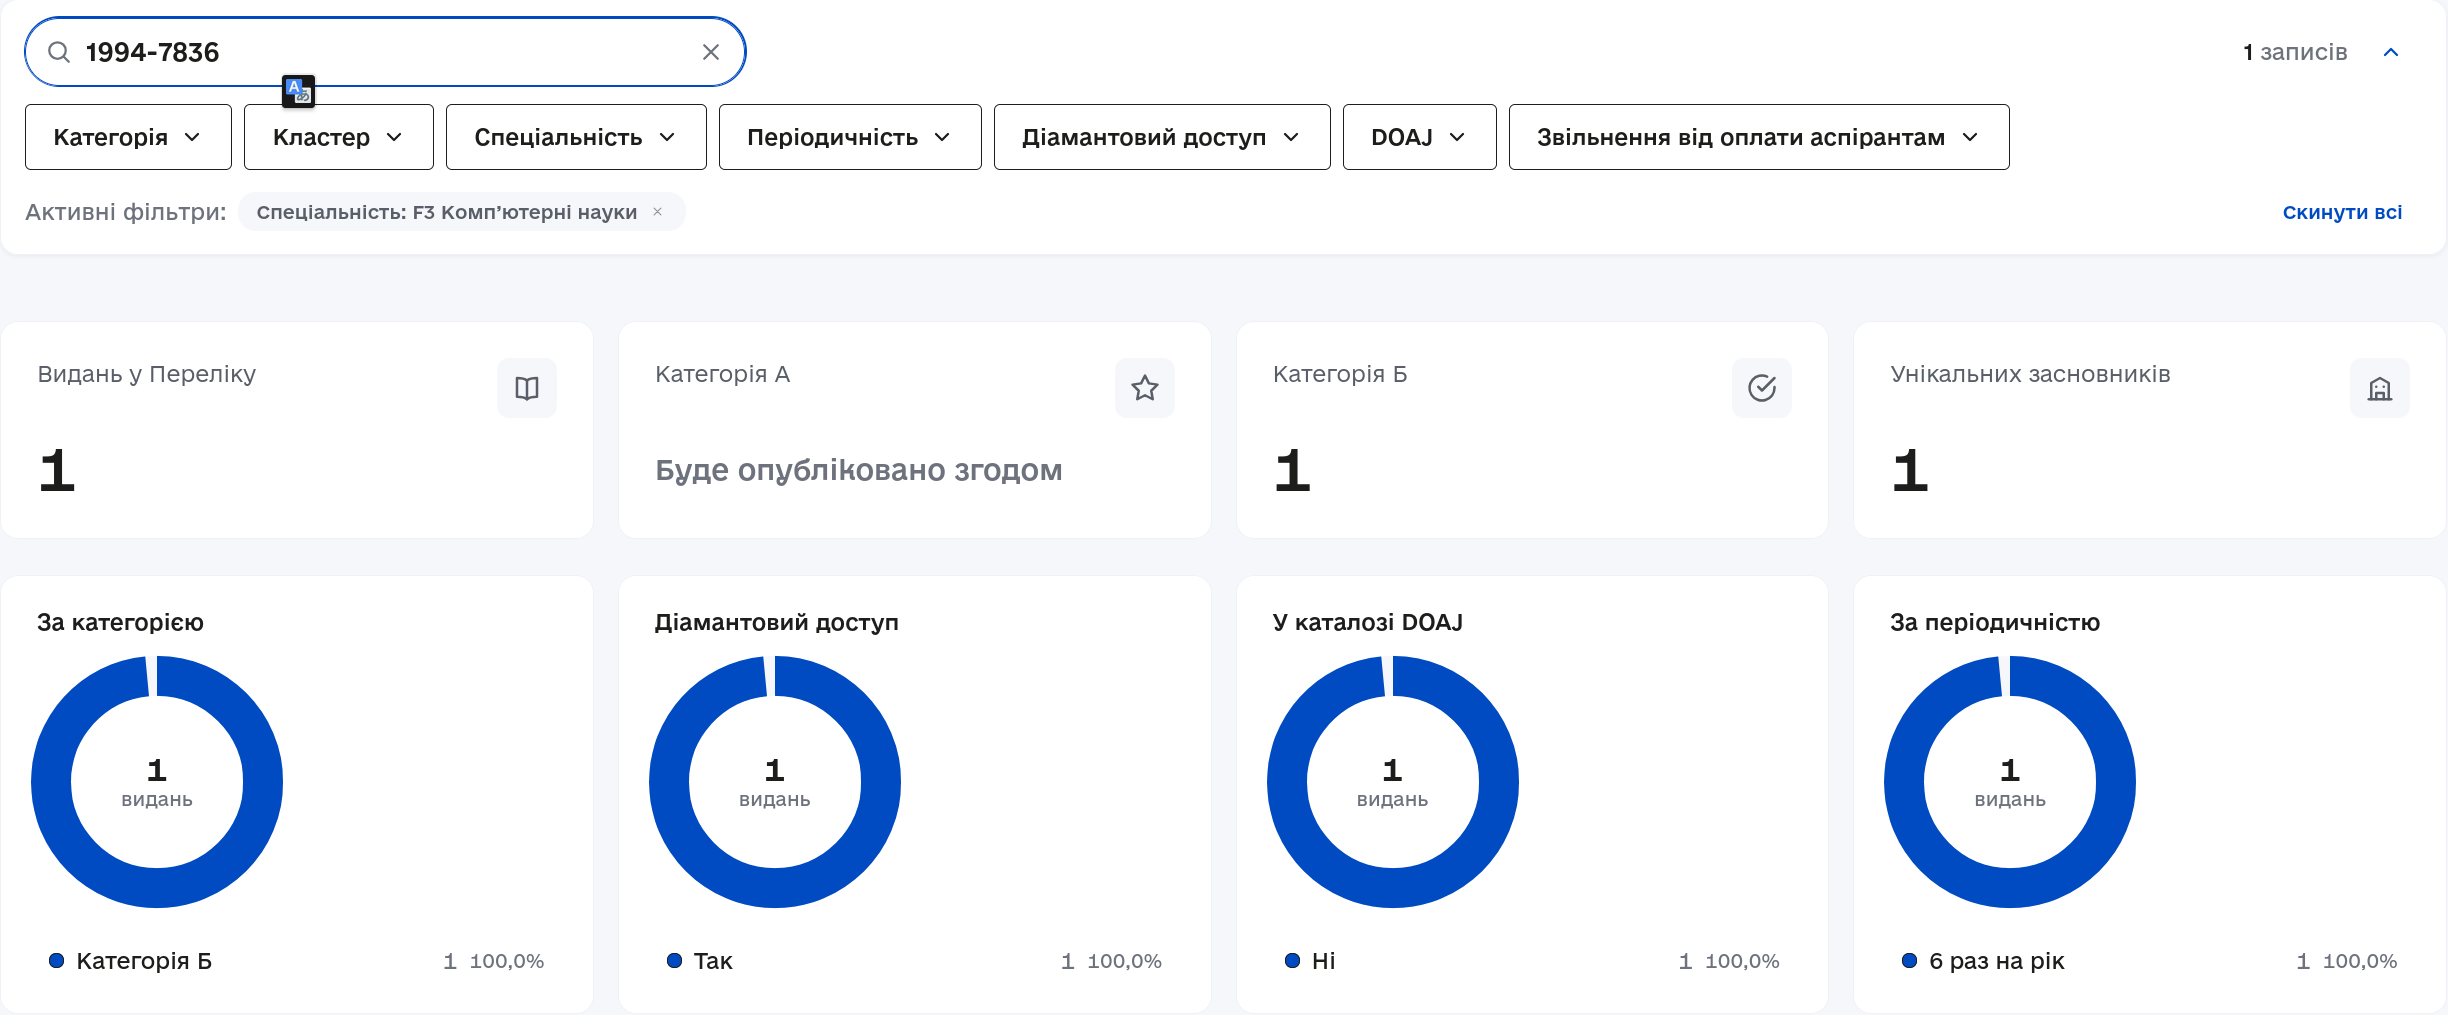 1994-7836
1 записів
Категорія
Кластер
Спеціальність
Періодичність
Діамантовий доступ
DOAJ
Звільнення від оплати аспірантам
Активні фільтри: Спеціальність: F3 Комп’ютерні науки ×
Скинути всі
Видань у Переліку
1
Категорія А
Буде опубліковано згодом
Категорія Б
1
Унікальних засновників
1
За категорією
1
видань
Категорія Б 1 100,0%
Діамантовий доступ
1
видань
Так 1 100,0%
У каталозі DOAJ
1
видань
Ні 1 100,0%
За періодичністю
1
видань
6 раз на рік 1 100,0%